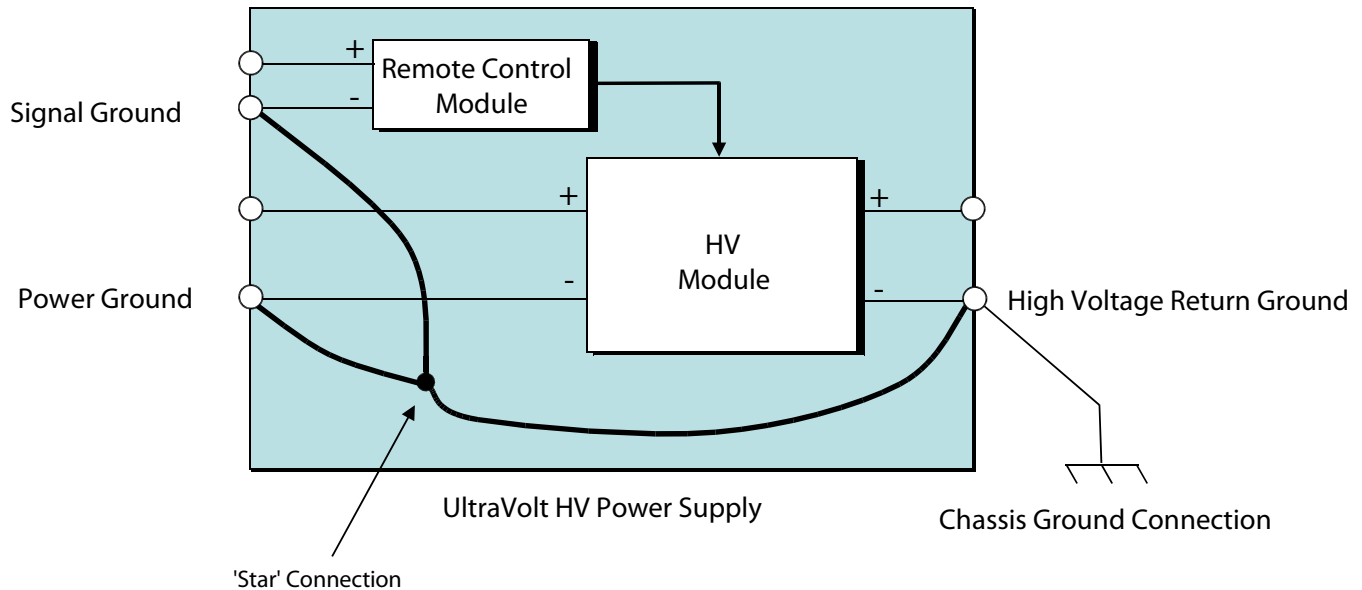 +
Remote Control
Module
-
Signal Ground
+
+
HV
Module
-
-
Power Ground
High Voltage Return Ground
UltraVolt HV Power Supply
Chassis Ground Connection
'Star' Connection